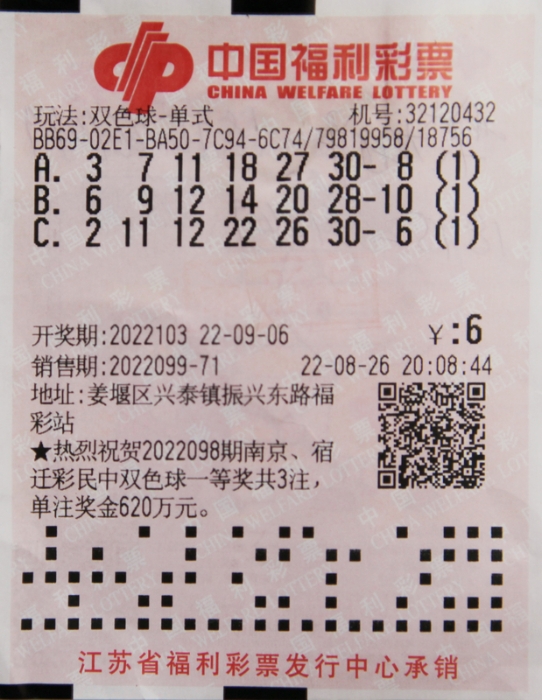 中国福利彩票
CHINA WELFARE LOTTERY
玩法:双色球-单式 机号:32120432
BB69-02E1-BA50-7C94-6C74/79819958/18756
A. 3 7 11 18 27 30- 8 (1)
B. 6 9 12 14 20 28-10 (1)
C. 2 11 12 22 26 30- 6 (1)
开奖期:2022103 22-09-06 ¥:6
销售期:2022099-71 22-08-26 20:08:44
地址:姜堰区兴泰镇振兴东路福
彩站
★热烈祝贺2022098期南京、宿
迁彩民中双色球一等奖共3注,
单注奖金620万元。
江苏省福利彩票发行中心承销